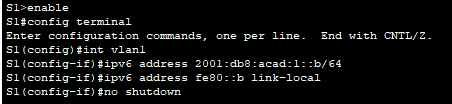 S1>enable
S1#config terminal
Enter configuration commands, one per line.  End with CNTL/Z.
S1(config)#int vlan1
S1(config-if)#ipv6 address 2001:db8:acad:1::b/64
S1(config-if)#ipv6 address fe80::b link-local
S1(config-if)#no shutdown